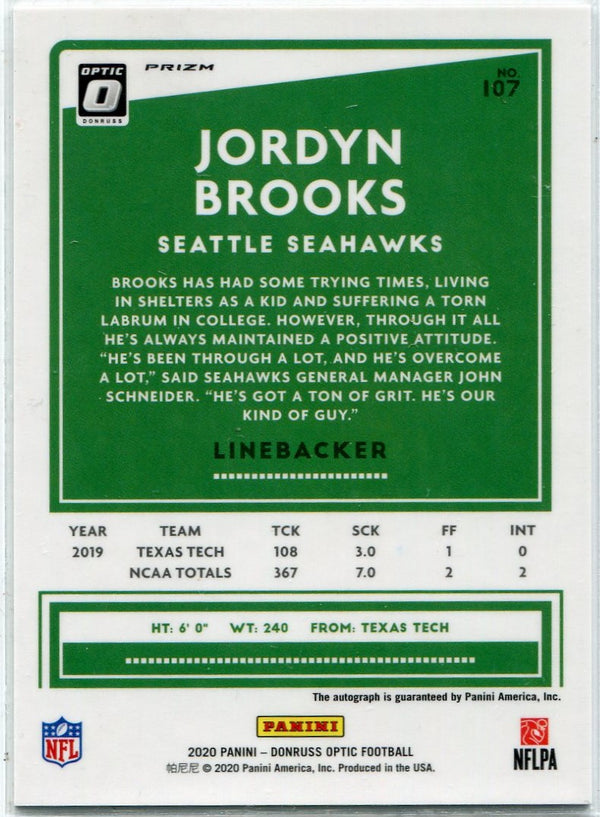 OPTIC
DONRUSS
PRIZM
NO.
107
JORDYN
BROOKS
SEATTLE SEAHAWKS
BROOKS HAS HAD SOME TRYING TIMES, LIVING
IN SHELTERS AS A KID AND SUFFERING A TORN
LABRUM IN COLLEGE. HOWEVER, THROUGH IT ALL
HE'S ALWAYS MAINTAINED A POSITIVE ATTITUDE.
"HE'S BEEN THROUGH A LOT, AND HE'S OVERCOME
A LOT," SAID SEAHAWKS GENERAL MANAGER JOHN
SCHNEIDER. "HE'S GOT A TON OF GRIT. HE'S OUR
KIND OF GUY."
LINEBACKER
YEAR TEAM TCK SCK FF INT
2019 TEXAS TECH 108 3.0 1 0
NCAA TOTALS 367 7.0 2 2
HT: 6' 0" WT: 240 FROM: TEXAS TECH
The autograph is guaranteed by Panini America, Inc.
NFL
PANINI
NFLPA
2020 PANINI – DONRUSS OPTIC FOOTBALL
帕尼尼 © 2020 Panini America, Inc. Produced in the USA.